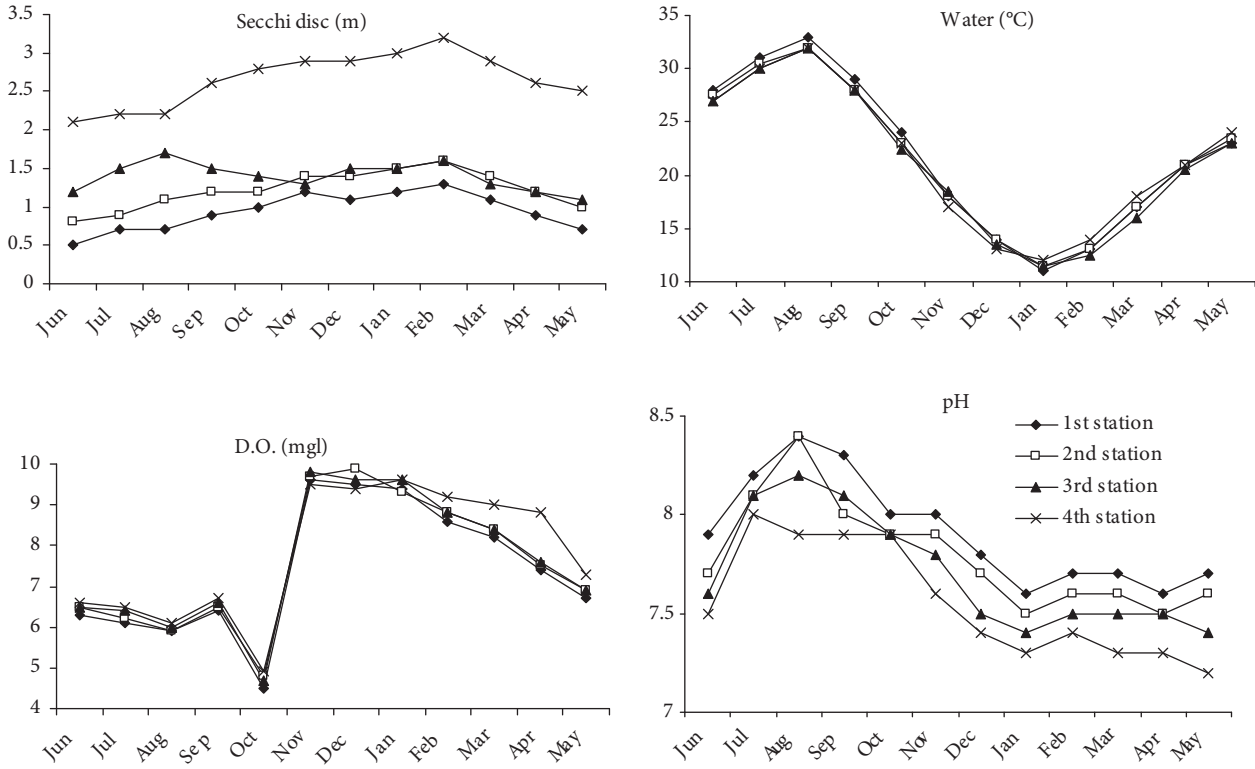 Secchi disc (m)
3.5
3
2.5
2
1.5
1
0.5
0
Jun Jul Aug Sep Oct Nov Dec Jan Feb Mar Apr May
Water (°C)
35
30
25
20
15
10
Jun Jul Aug Sep Oct Nov Dec Jan Feb Mar Apr May
D.O. (mgl)
10
9
8
7
6
5
4
Jun Jul Aug Sep Oct Nov Dec Jan Feb Mar Apr May
pH
8.5
8
7.5
7
1st station
2nd station
3rd station
4th station
Jun Jul Aug Sep Oct Nov Dec Jan Feb Mar Apr May